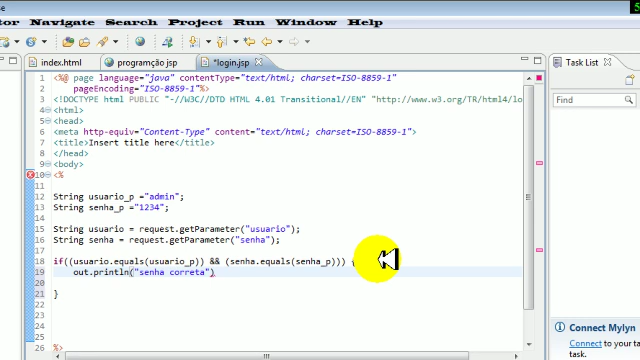 tor Navigate Search Project Run Window Help
index.html
programção jsp
*login.jsp
Task List
Find
1 <%@ page language="java" contentType="text/html; charset=ISO-8859-1"
2 pageEncoding="ISO-8859-1"%>
3 <!DOCTYPE html PUBLIC "-//W3C//DTD HTML 4.01 Transitional//EN" "http://www.w3.org/TR/html4/lo
4 <html>
5 <head>
6 <meta http-equiv="Content-Type" content="text/html; charset=ISO-8859-1">
7 <title>Insert title here</title>
8 </head>
9 <body>
10 <%
11
12 String usuario_p ="admin";
13 String senha_p ="1234";
14
15 String usuario = request.getParameter("usuario");
16 String senha = request.getParameter("senha");
17
18 if((usuario.equals(usuario_p)) && (senha.equals(senha_p))) {
19 out.println("senha correta")
20
21 }
22
23
24
25
26 %>
Connect Mylyn
Connect to your task
task.